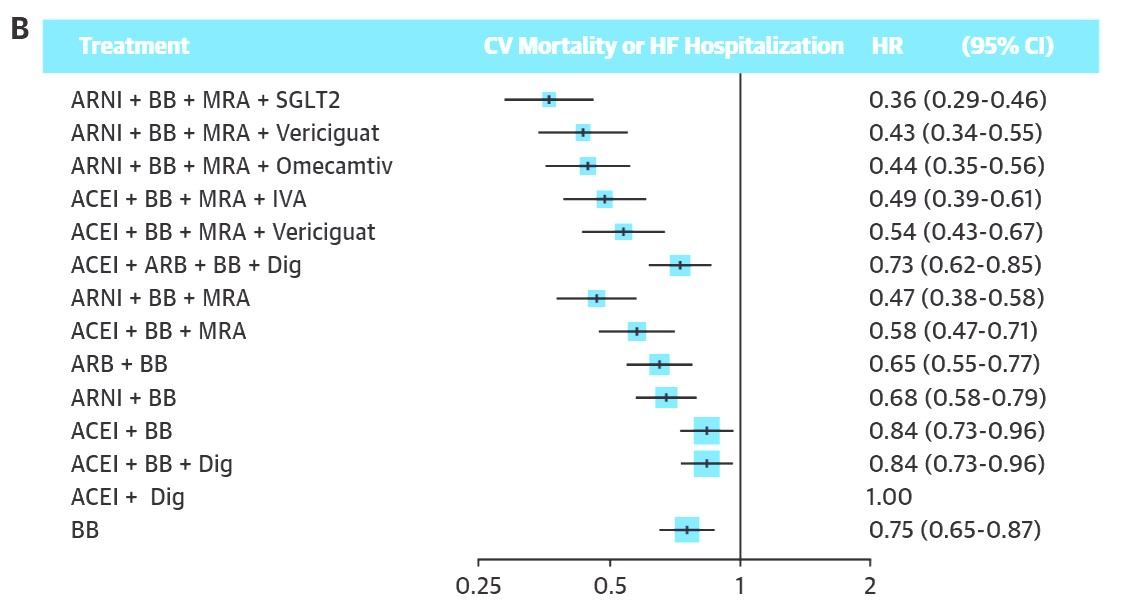 B
Treatment CV Mortality or HF Hospitalization HR (95% CI)
ARNI + BB + MRA + SGLT2 0.36 (0.29-0.46)
ARNI + BB + MRA + Vericiguat 0.43 (0.34-0.55)
ARNI + BB + MRA + Omecamtiv 0.44 (0.35-0.56)
ACEI + BB + MRA + IVA 0.49 (0.39-0.61)
ACEI + BB + MRA + Vericiguat 0.54 (0.43-0.67)
ACEI + ARB + BB + Dig 0.73 (0.62-0.85)
ARNI + BB + MRA 0.47 (0.38-0.58)
ACEI + BB + MRA 0.58 (0.47-0.71)
ARB + BB 0.65 (0.55-0.77)
ARNI + BB 0.68 (0.58-0.79)
ACEI + BB 0.84 (0.73-0.96)
ACEI + BB + Dig 0.84 (0.73-0.96)
ACEI + Dig 1.00
BB 0.75 (0.65-0.87)
0.25 0.5 1 2